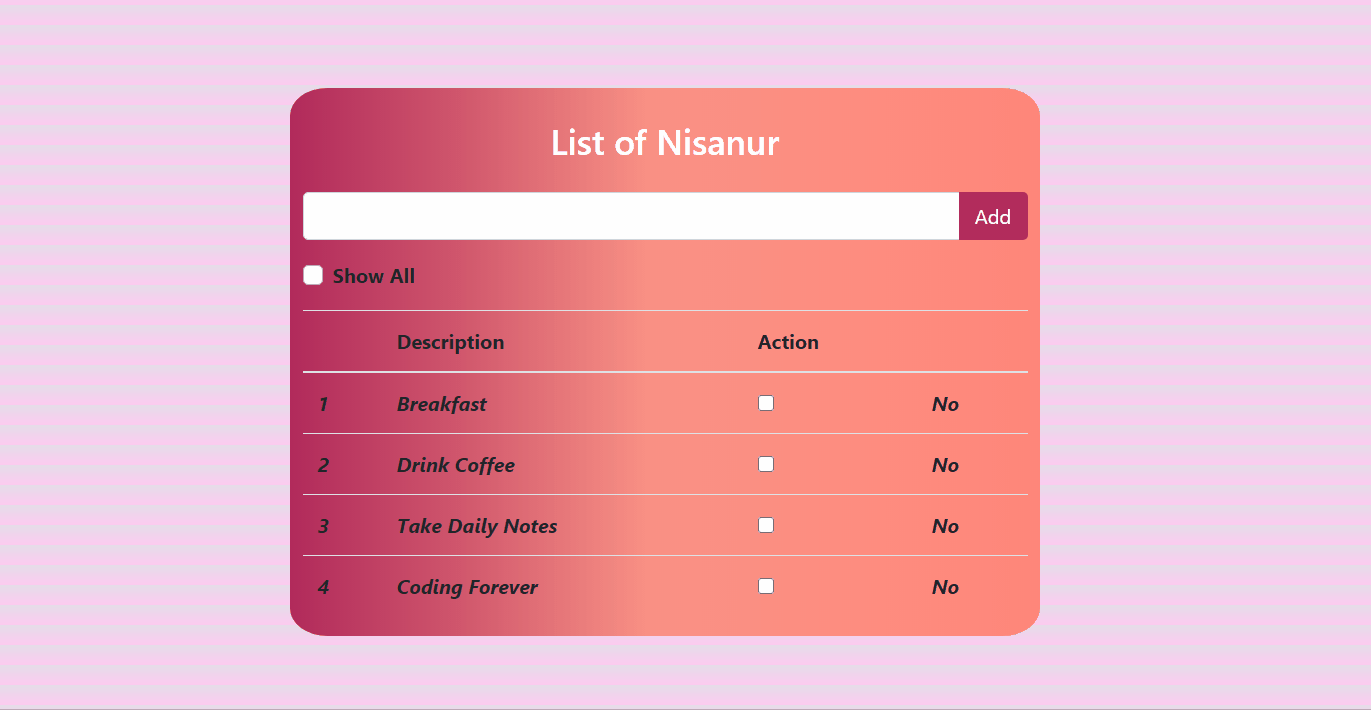 List of Nisanur
Add
Show All
Description Action
1 Breakfast No
2 Drink Coffee No
3 Take Daily Notes No
4 Coding Forever No